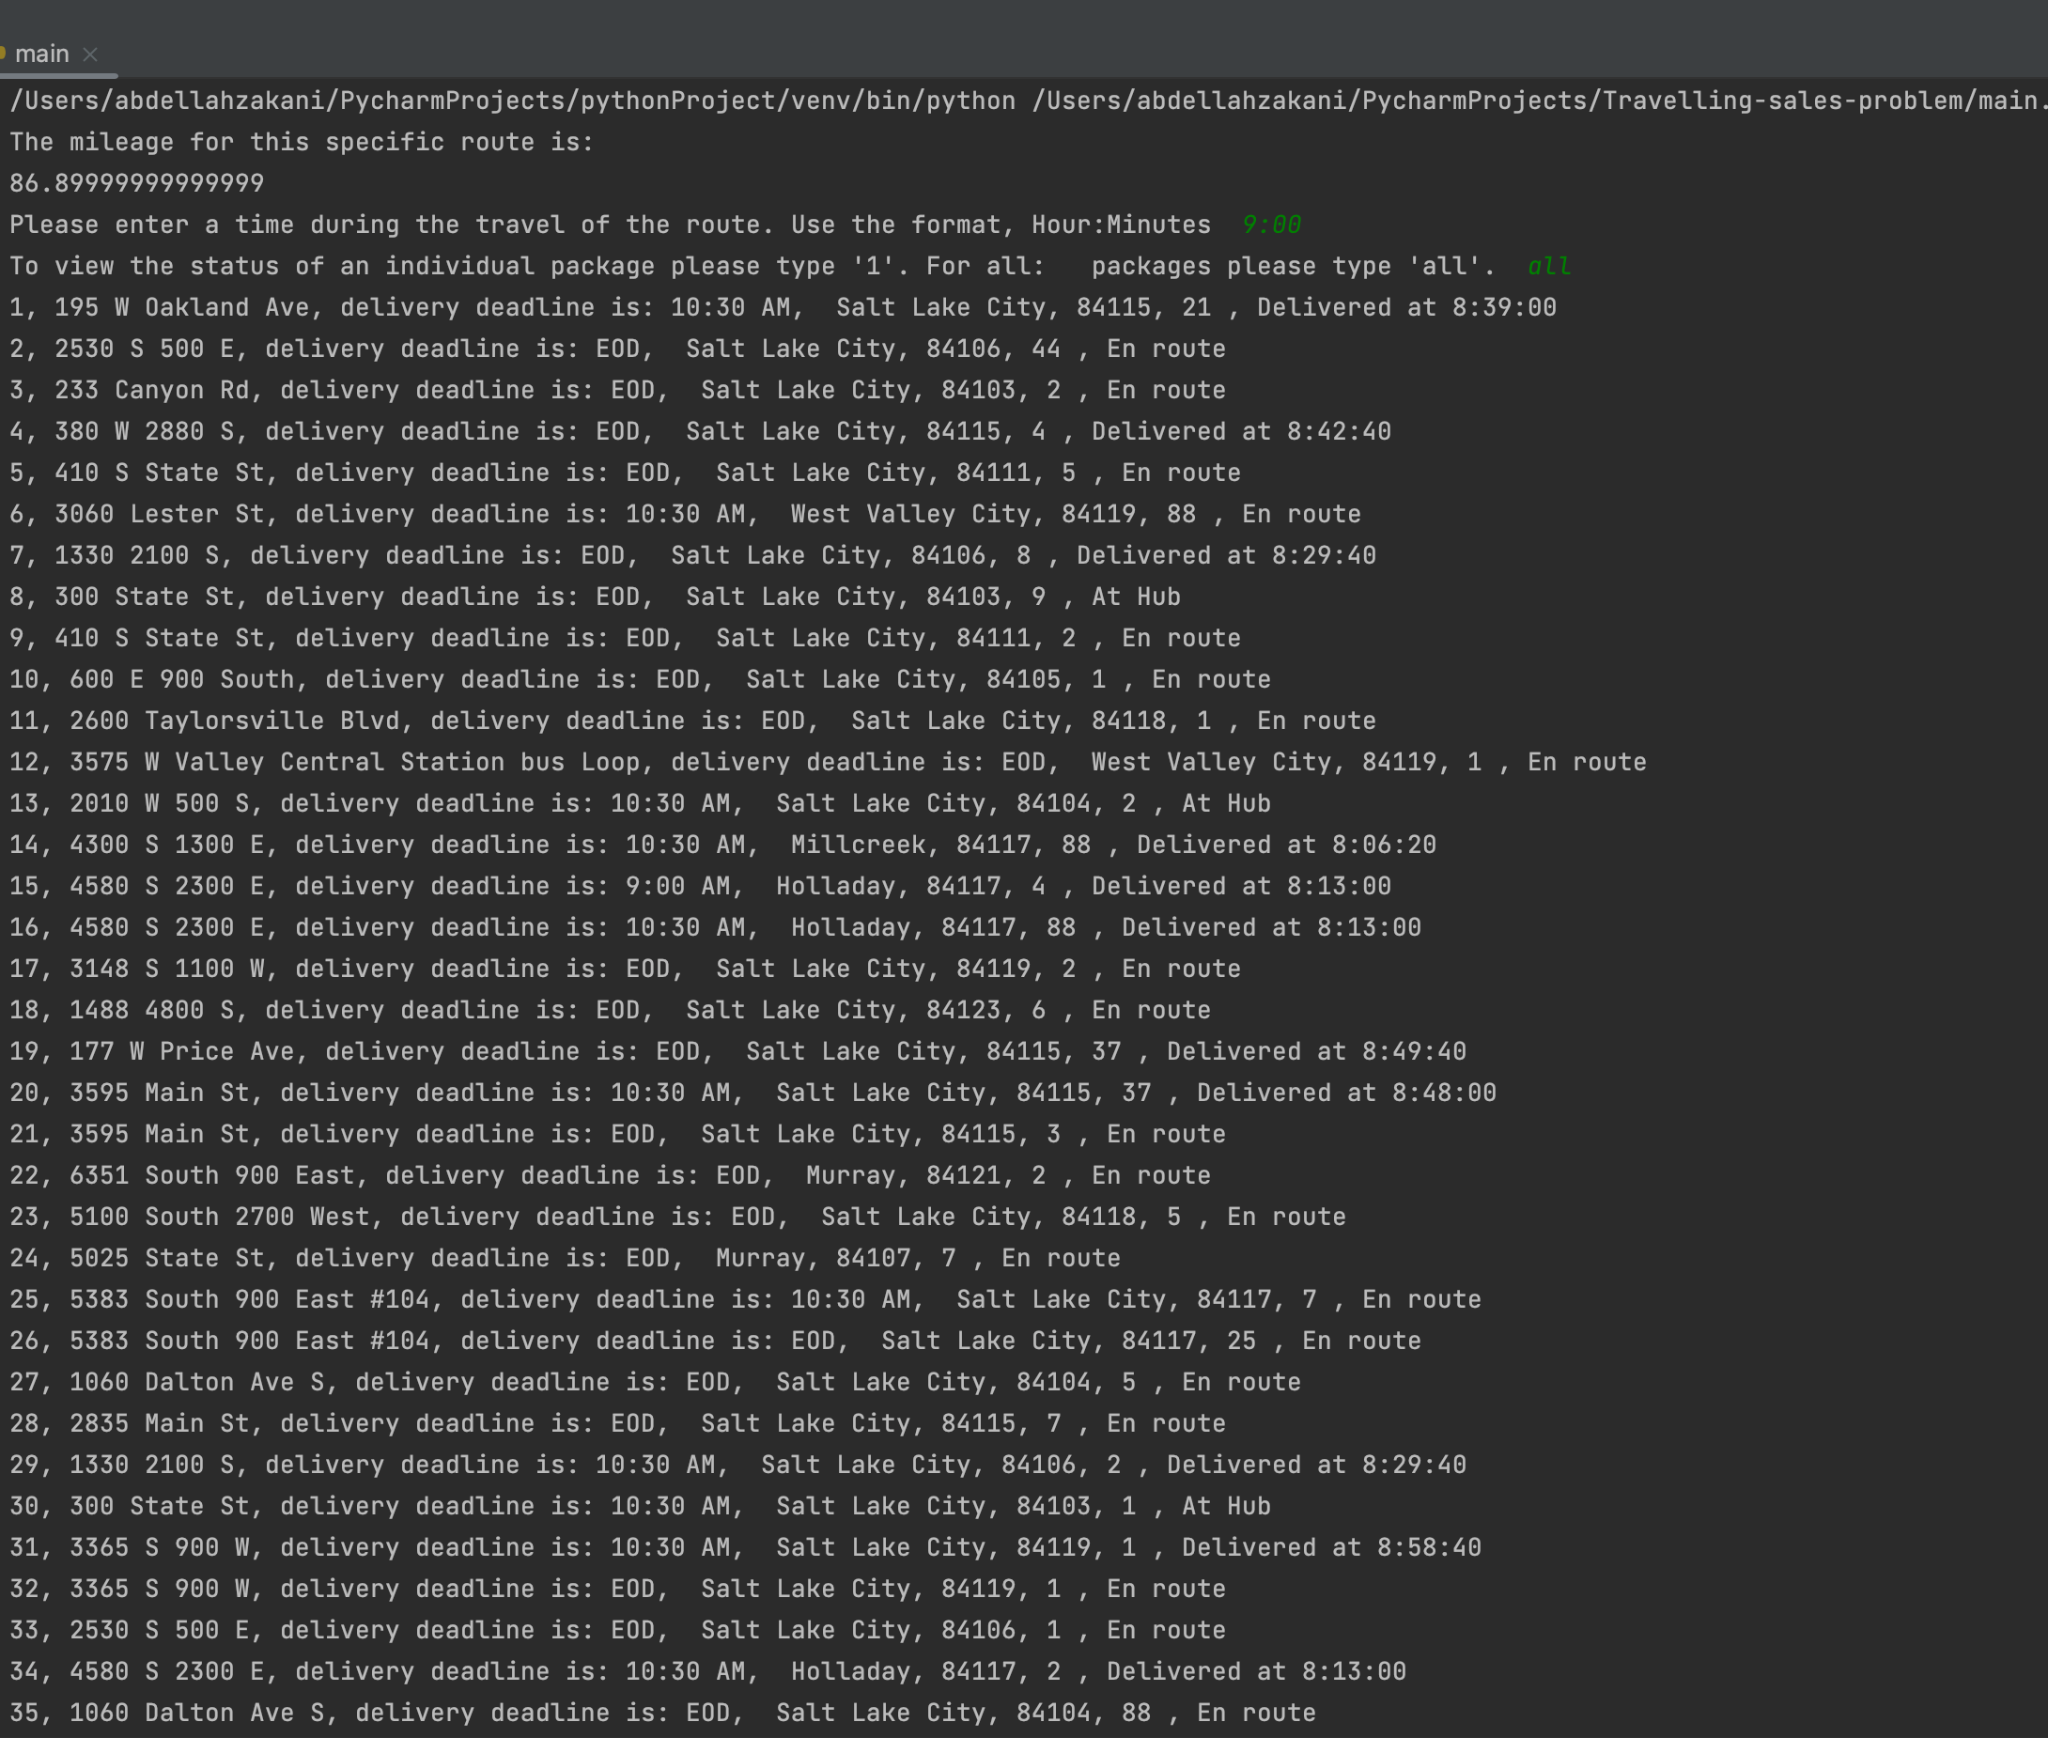 main
/Users/abdellahzakani/PycharmProjects/pythonProject/venv/bin/python /Users/abdellahzakani/PycharmProjects/Travelling-sales-problem/main.
The mileage for this specific route is:
86.89999999999999
Please enter a time during the travel of the route. Use the format, Hour:Minutes  9:00
To view the status of an individual package please type '1'. For all:   packages please type 'all'.  all
1, 195 W Oakland Ave, delivery deadline is: 10:30 AM,  Salt Lake City, 84115, 21 , Delivered at 8:39:00
2, 2530 S 500 E, delivery deadline is: EOD,  Salt Lake City, 84106, 44 , En route
3, 233 Canyon Rd, delivery deadline is: EOD,  Salt Lake City, 84103, 2 , En route
4, 380 W 2880 S, delivery deadline is: EOD,  Salt Lake City, 84115, 4 , Delivered at 8:42:40
5, 410 S State St, delivery deadline is: EOD,  Salt Lake City, 84111, 5 , En route
6, 3060 Lester St, delivery deadline is: 10:30 AM,  West Valley City, 84119, 88 , En route
7, 1330 2100 S, delivery deadline is: EOD,  Salt Lake City, 84106, 8 , Delivered at 8:29:40
8, 300 State St, delivery deadline is: EOD,  Salt Lake City, 84103, 9 , At Hub
9, 410 S State St, delivery deadline is: EOD,  Salt Lake City, 84111, 2 , En route
10, 600 E 900 South, delivery deadline is: EOD,  Salt Lake City, 84105, 1 , En route
11, 2600 Taylorsville Blvd, delivery deadline is: EOD,  Salt Lake City, 84118, 1 , En route
12, 3575 W Valley Central Station bus Loop, delivery deadline is: EOD,  West Valley City, 84119, 1 , En route
13, 2010 W 500 S, delivery deadline is: 10:30 AM,  Salt Lake City, 84104, 2 , At Hub
14, 4300 S 1300 E, delivery deadline is: 10:30 AM,  Millcreek, 84117, 88 , Delivered at 8:06:20
15, 4580 S 2300 E, delivery deadline is: 9:00 AM,  Holladay, 84117, 4 , Delivered at 8:13:00
16, 4580 S 2300 E, delivery deadline is: 10:30 AM,  Holladay, 84117, 88 , Delivered at 8:13:00
17, 3148 S 1100 W, delivery deadline is: EOD,  Salt Lake City, 84119, 2 , En route
18, 1488 4800 S, delivery deadline is: EOD,  Salt Lake City, 84123, 6 , En route
19, 177 W Price Ave, delivery deadline is: EOD,  Salt Lake City, 84115, 37 , Delivered at 8:49:40
20, 3595 Main St, delivery deadline is: 10:30 AM,  Salt Lake City, 84115, 37 , Delivered at 8:48:00
21, 3595 Main St, delivery deadline is: EOD,  Salt Lake City, 84115, 3 , En route
22, 6351 South 900 East, delivery deadline is: EOD,  Murray, 84121, 2 , En route
23, 5100 South 2700 West, delivery deadline is: EOD,  Salt Lake City, 84118, 5 , En route
24, 5025 State St, delivery deadline is: EOD,  Murray, 84107, 7 , En route
25, 5383 South 900 East #104, delivery deadline is: 10:30 AM,  Salt Lake City, 84117, 7 , En route
26, 5383 South 900 East #104, delivery deadline is: EOD,  Salt Lake City, 84117, 25 , En route
27, 1060 Dalton Ave S, delivery deadline is: EOD,  Salt Lake City, 84104, 5 , En route
28, 2835 Main St, delivery deadline is: EOD,  Salt Lake City, 84115, 7 , En route
29, 1330 2100 S, delivery deadline is: 10:30 AM,  Salt Lake City, 84106, 2 , Delivered at 8:29:40
30, 300 State St, delivery deadline is: 10:30 AM,  Salt Lake City, 84103, 1 , At Hub
31, 3365 S 900 W, delivery deadline is: 10:30 AM,  Salt Lake City, 84119, 1 , Delivered at 8:58:40
32, 3365 S 900 W, delivery deadline is: EOD,  Salt Lake City, 84119, 1 , En route
33, 2530 S 500 E, delivery deadline is: EOD,  Salt Lake City, 84106, 1 , En route
34, 4580 S 2300 E, delivery deadline is: 10:30 AM,  Holladay, 84117, 2 , Delivered at 8:13:00
35, 1060 Dalton Ave S, delivery deadline is: EOD,  Salt Lake City, 84104, 88 , En route